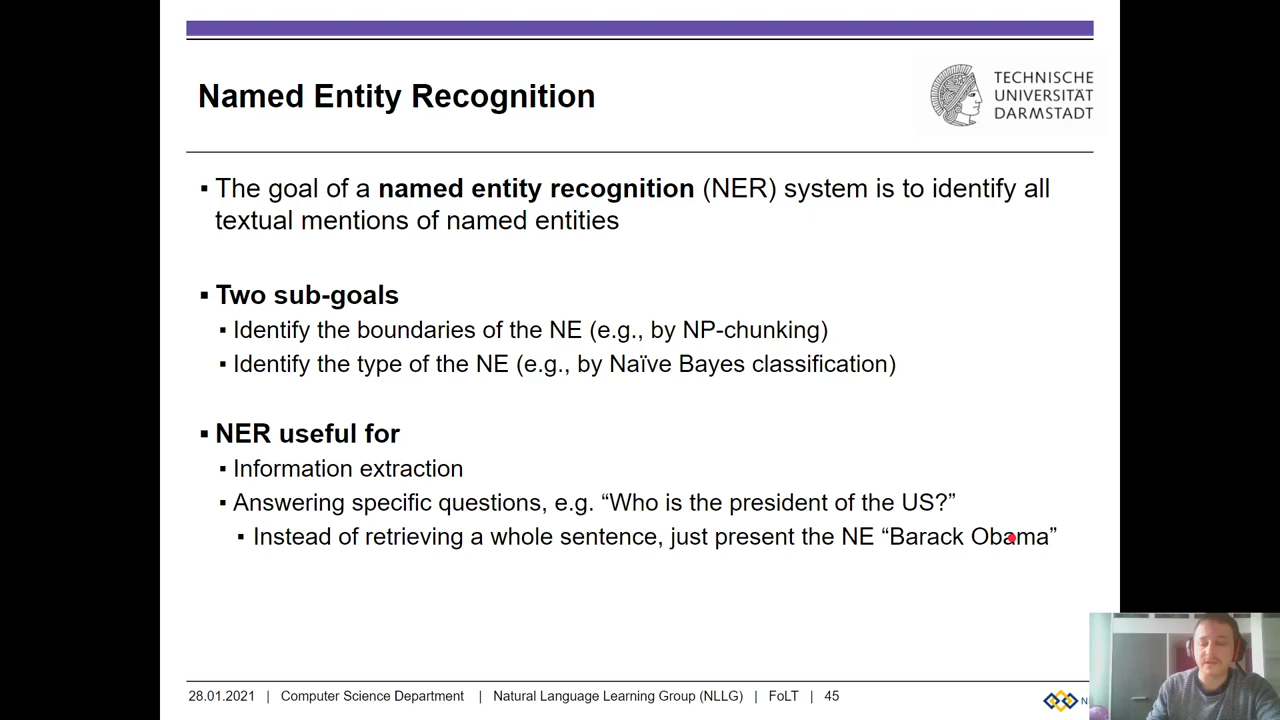 Named Entity Recognition
TECHNISCHE
UNIVERSITÄT
DARMSTADT
▪ The goal of a named entity recognition (NER) system is to identify all
textual mentions of named entities
▪ Two sub-goals
▪ Identify the boundaries of the NE (e.g., by NP-chunking)
▪ Identify the type of the NE (e.g., by Naïve Bayes classification)
▪ NER useful for
▪ Information extraction
▪ Answering specific questions, e.g. “Who is the president of the US?”
▪ Instead of retrieving a whole sentence, just present the NE “Barack Obama”
28.01.2021 | Computer Science Department | Natural Language Learning Group (NLLG) | FoLT | 45
N